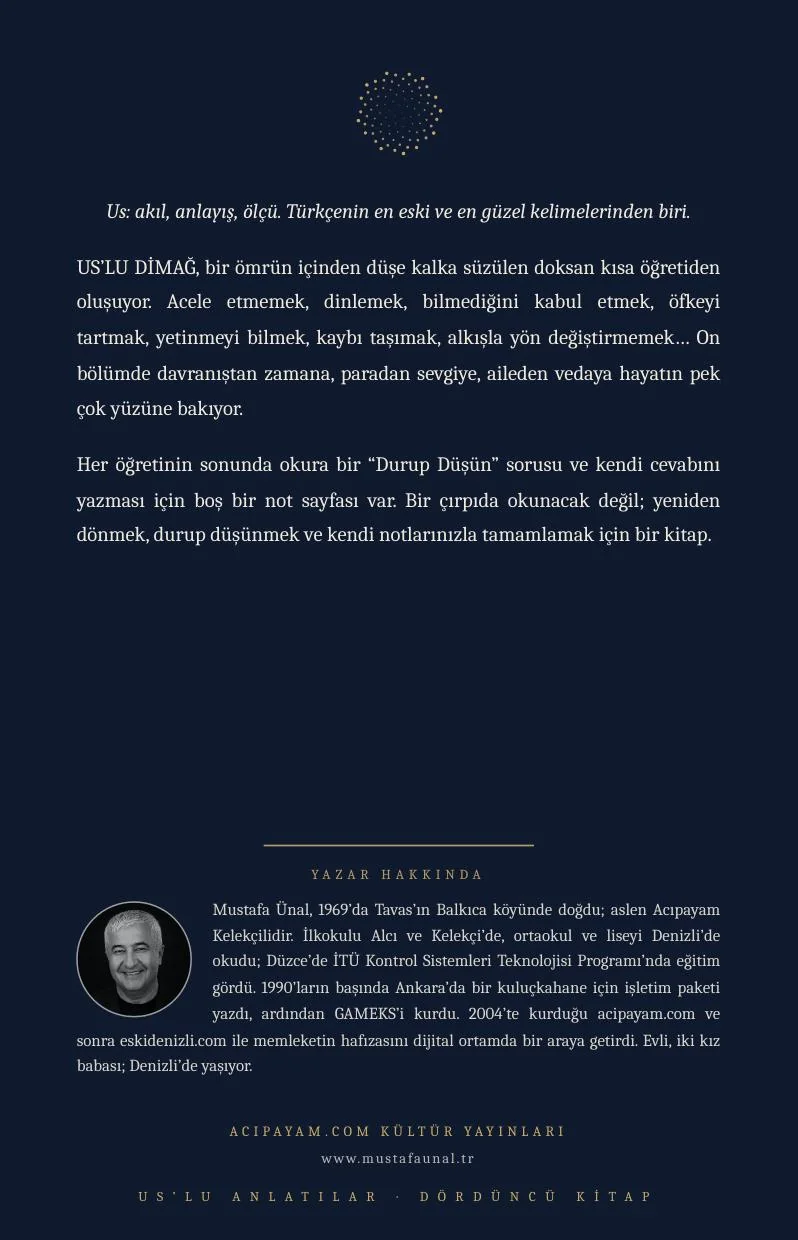 Us: akıl, anlayış, ölçü. Türkçenin en eski ve en güzel kelimelerinden biri.
US’LU DİMAĞ, bir ömrün içinden düşe kalka süzülen doksan kısa öğretiden
oluşuyor. Acele etmemek, dinlemek, bilmediğini kabul etmek, öfkeyi
tartmak, yetinmeyi bilmek, kaybı taşımak, alkışla yön değiştirmemek… On
bölümde davranıştan zamana, paradan sevgiye, aileden vedaya hayatın pek
çok yüzüne bakıyor.
Her öğretinin sonunda okura bir “Durup Düşün” sorusu ve kendi cevabını
yazması için boş bir not sayfası var. Bir çırpıda okunacak değil; yeniden
dönmek, durup düşünmek ve kendi notlarınızla tamamlamak için bir kitap.
YAZAR HAKKINDA
Mustafa Ünal, 1969’da Tavas’ın Balkıca köyünde doğdu; aslen Acıpayam
Kelekçilidir. İlkokulu Alcı ve Kelekçi’de, ortaokul ve liseyi Denizli’de
okudu; Düzce’de İTÜ Kontrol Sistemleri Teknolojisi Programı’nda eğitim
gördü. 1990’ların başında Ankara’da bir kuluçkahane için işletim paketi
yazdı, ardından GAMEKS’i kurdu. 2004’te kurduğu acipayam.com ve
sonra eskidenizli.com ile memleketin hafızasını dijital ortamda bir araya getirdi. Evli, iki kız
babası; Denizli’de yaşıyor.
ACIPAYAM.COM KÜLTÜR YAYINLARI
www.mustafaunal.tr
US’LU ANLATILAR · DÖRDÜNCÜ KİTAP